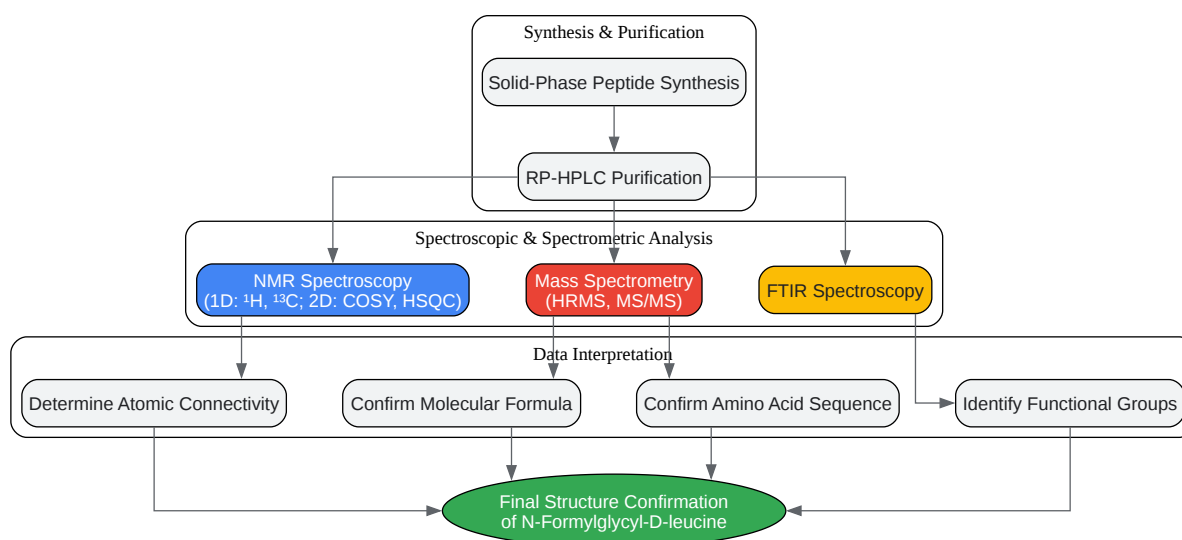 Synthesis & Purification
Solid-Phase Peptide Synthesis
RP-HPLC Purification
Spectroscopic & Spectrometric Analysis
NMR Spectroscopy
(1D: ¹H, ¹³C; 2D: COSY, HSQC)
Mass Spectrometry
(HRMS, MS/MS)
FTIR Spectroscopy
Data Interpretation
Determine Atomic Connectivity
Confirm Molecular Formula
Confirm Amino Acid Sequence
Identify Functional Groups
Final Structure Confirmation
of N-Formylglycyl-D-leucine